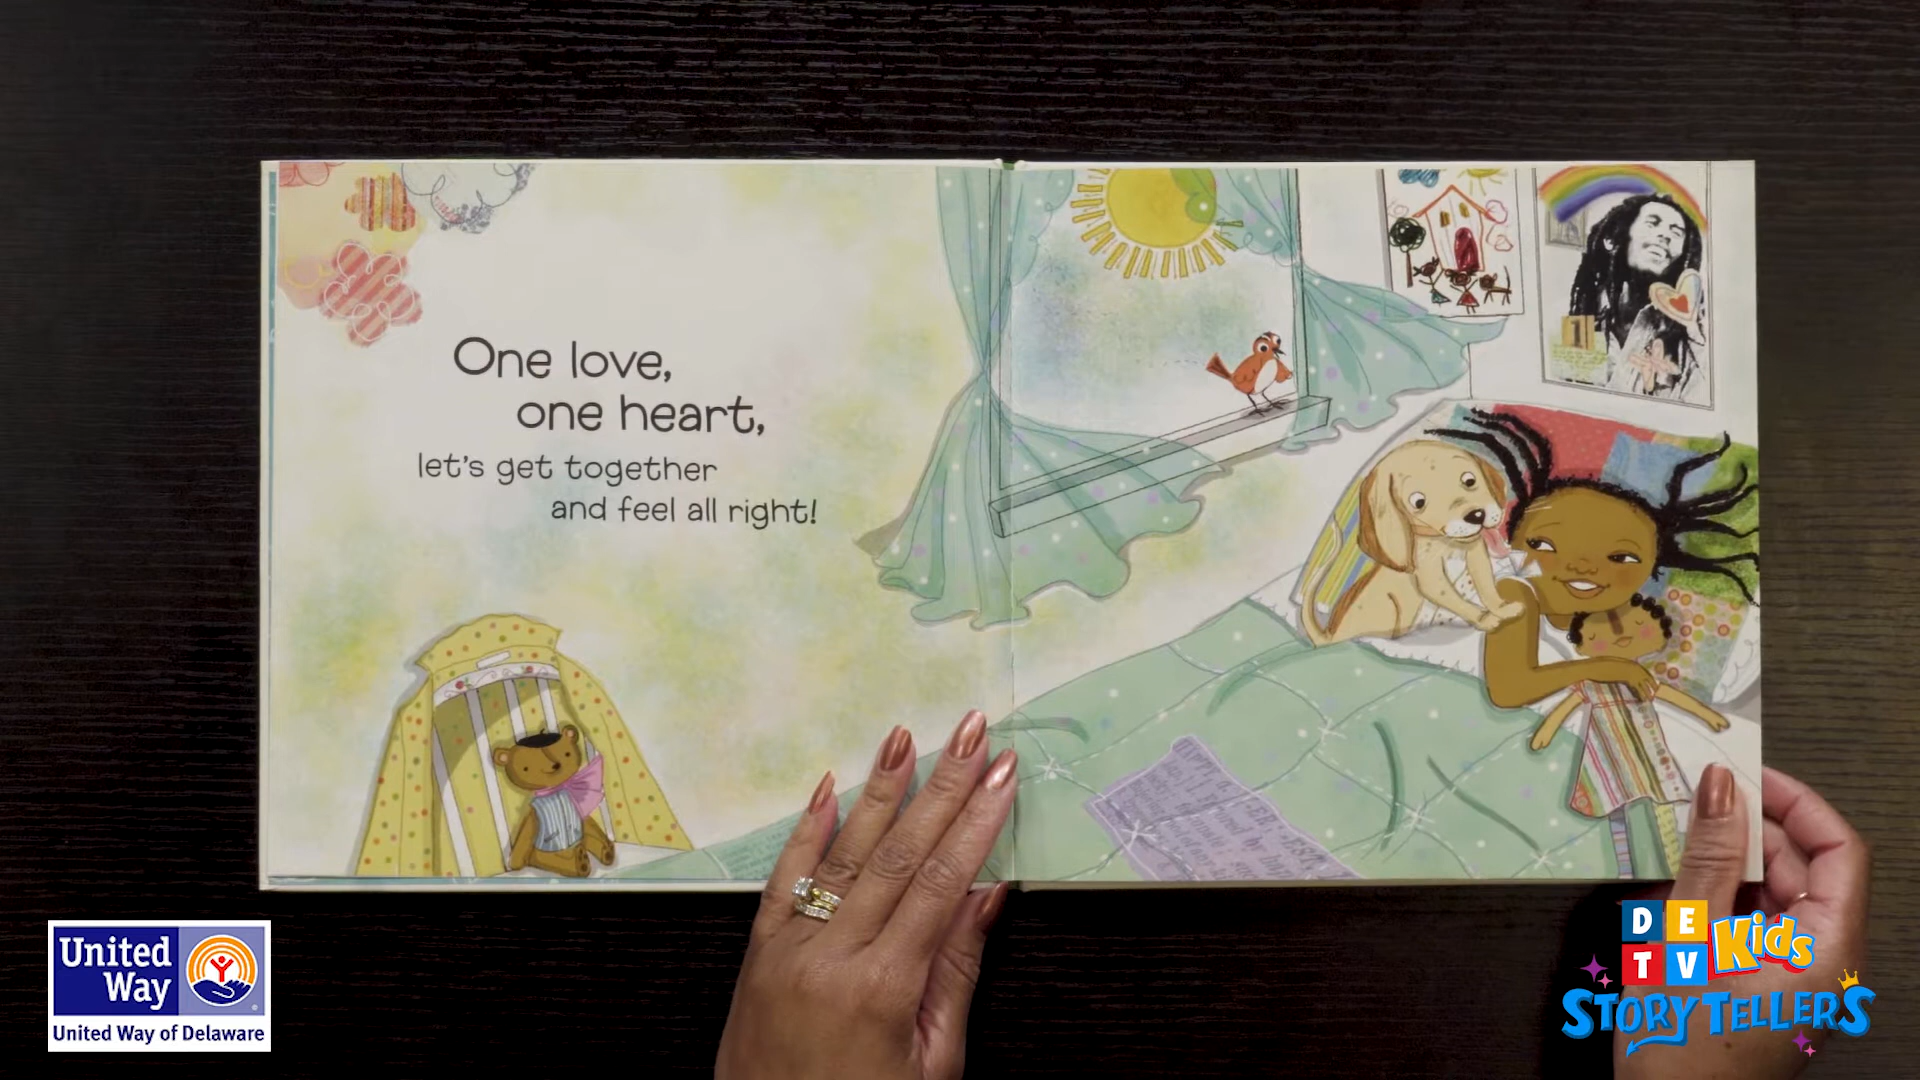 One love,
one heart,
let's get together
and feel all right!
1
United
Way
United Way of Delaware
DE
TV
Kids
STORYTELLERS